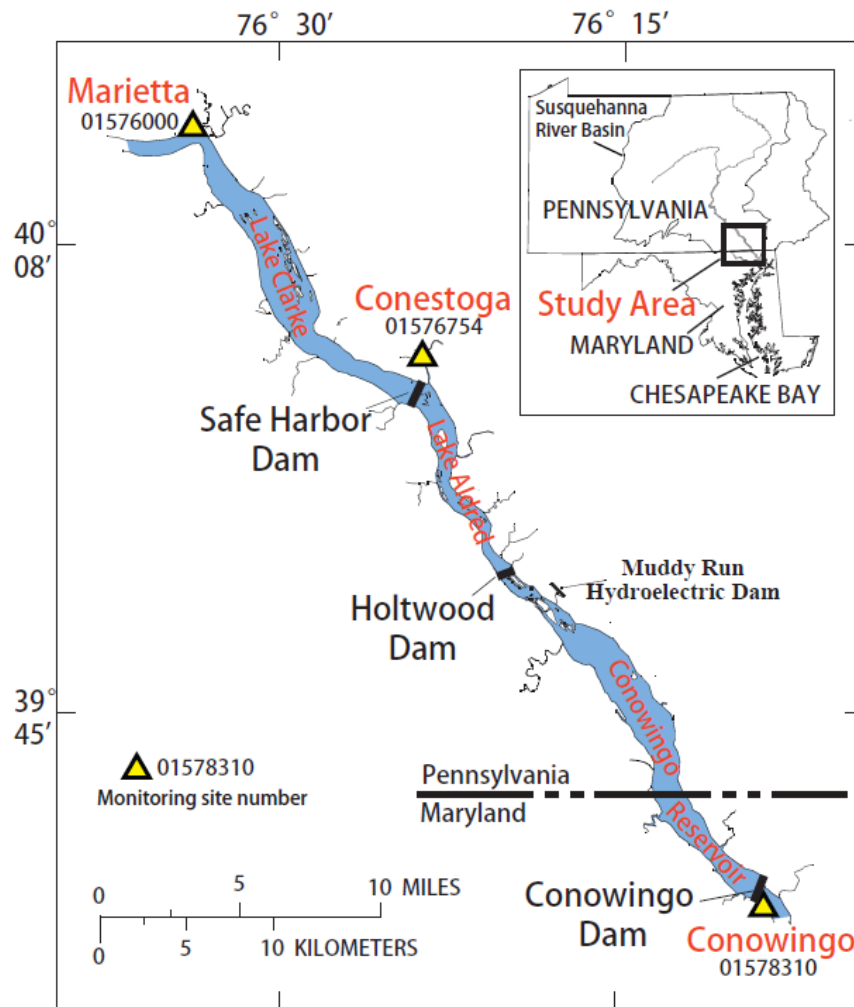 76° 30'
76° 15'
Marietta
01576000
Susquehanna
River Basin
PENNSYLVANIA
40°
08'
Lake Clarke
Conestoga
01576754
Study Area
MARYLAND
CHESAPEAKE BAY
Safe Harbor
Dam
Lake Aldred
Muddy Run
Hydroelectric Dam
Holtwood
Dam
39°
45'
Conowingo
01578310
Monitoring site number
Pennsylvania
Maryland
Reservoir
0 5 10 MILES
0 5 10 KILOMETERS
Conowingo
Dam
Conowingo
01578310